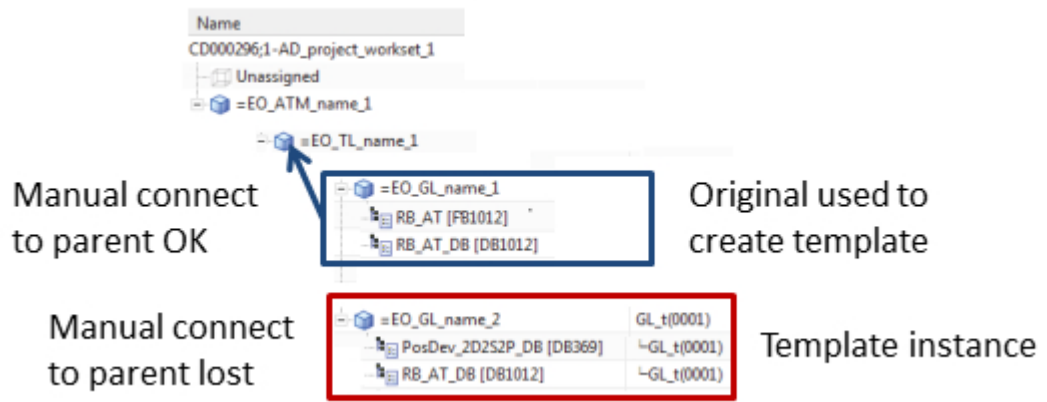 Name
CD000296;1-AD_project_workset_1
Unassigned
=EO_ATM_name_1
=EO_TL_name_1
Manual connect
to parent OK
=EO_GL_name_1
RB_AT [FB1012]
RB_AT_DB [DB1012]
Original used to
create template
Manual connect
to parent lost
=EO_GL_name_2 GL_t(0001)
PosDev_2D2S2P_DB [DB369] GL_t(0001)
RB_AT_DB [DB1012] GL_t(0001)
Template instance